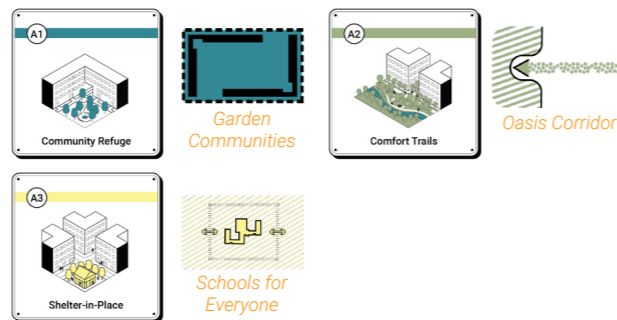 A1
Community Refuge
Garden
Communities
A2
Comfort Trails
Oasis Corridor
A3
Shelter-in-Place
Schools for
Everyone